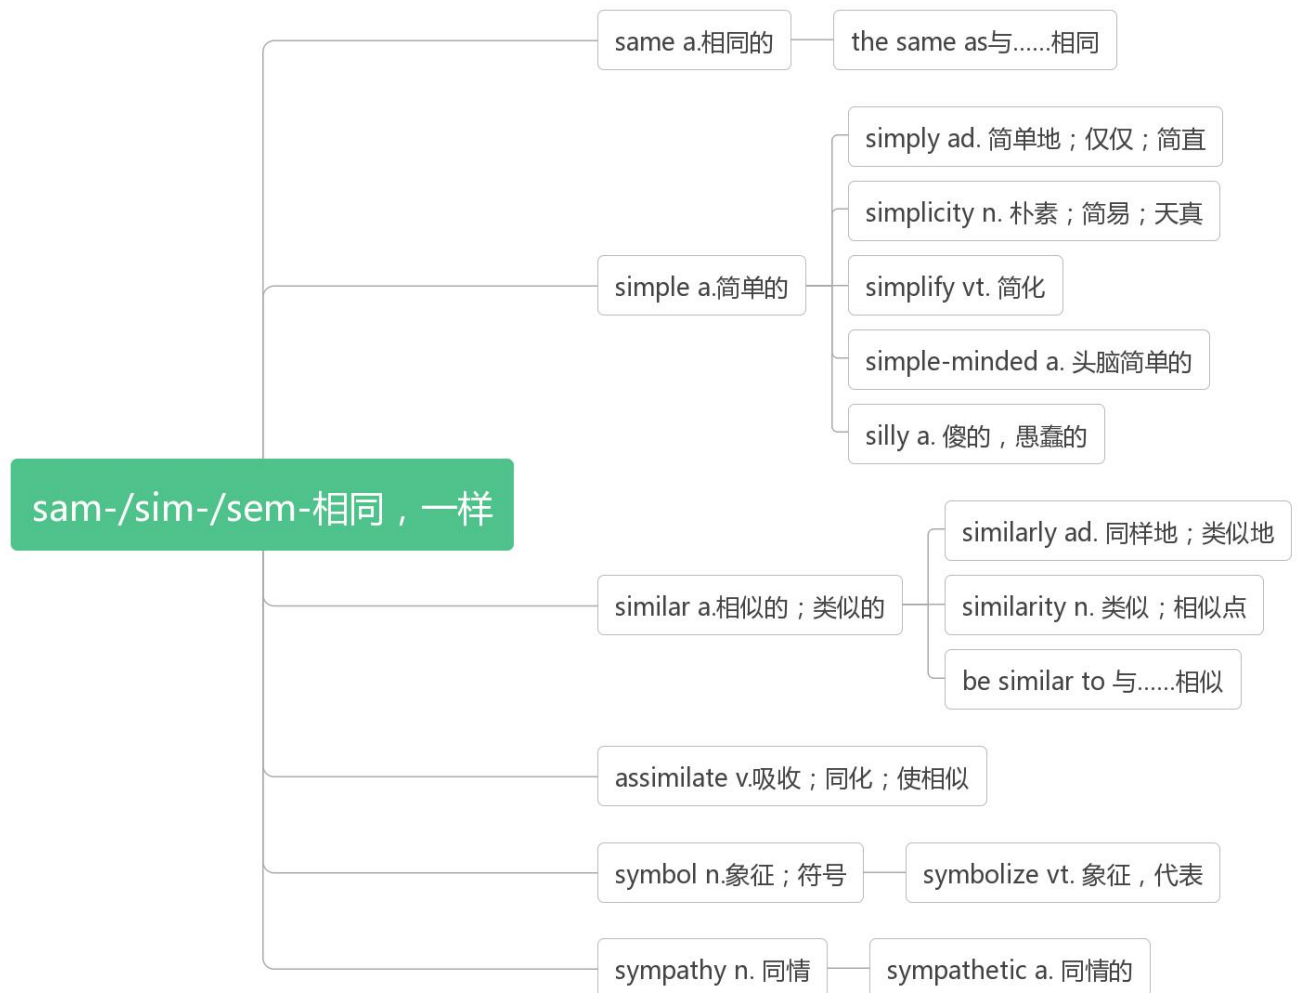 same a.相同的
the same as与......相同
simple a.简单的
simply ad. 简单地；仅仅；简直
simplicity n. 朴素；简易；天真
simplify vt. 简化
simple-minded a. 头脑简单的
silly a. 傻的，愚蠢的
sam-/sim-/sem-相同，一样
similar a.相似的；类似的
similarly ad. 同样地；类似地
similarity n. 类似；相似点
be similar to 与......相似
assimilate v.吸收；同化；使相似
symbol n.象征；符号
symbolize vt. 象征，代表
sympathy n. 同情
sympathetic a. 同情的